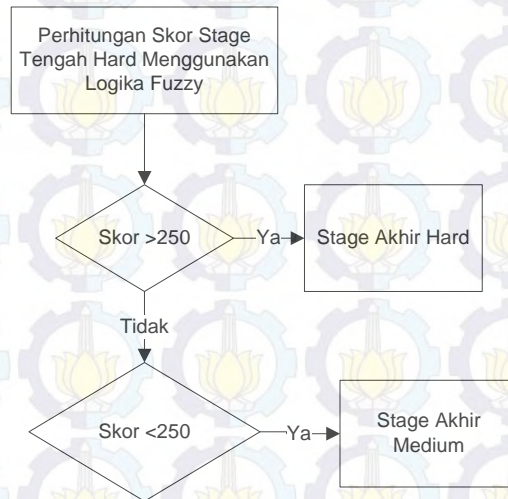 Perhitungan Skor Stage
Tengah Hard Menggunakan
Logika Fuzzy
Skor >250
Ya
Stage Akhir Hard
Tidak
Skor <250
Ya
Stage Akhir
Medium